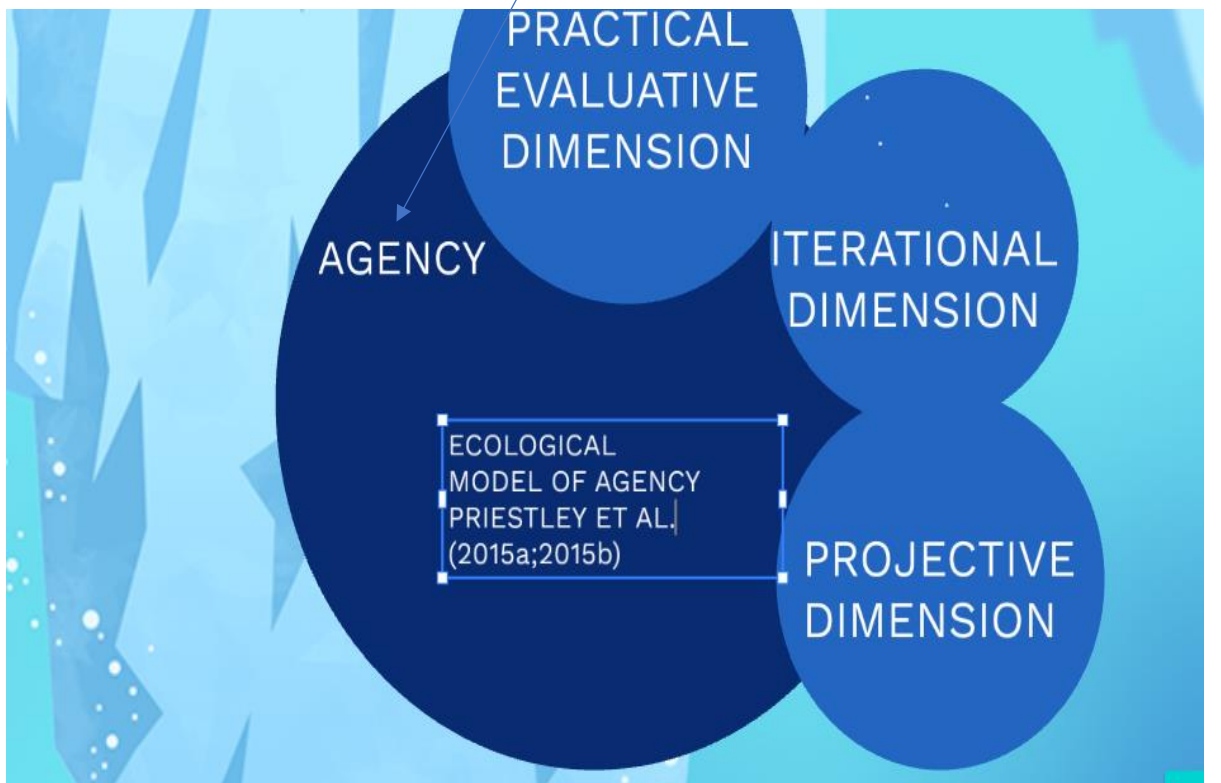 PRACTICAL
EVALUATIVE
DIMENSION
AGENCY
ITERATIONAL
DIMENSION
ECOLOGICAL
MODEL OF AGENCY
PRIESTLEY ET AL.
(2015a;2015b)
PROJECTIVE
DIMENSION